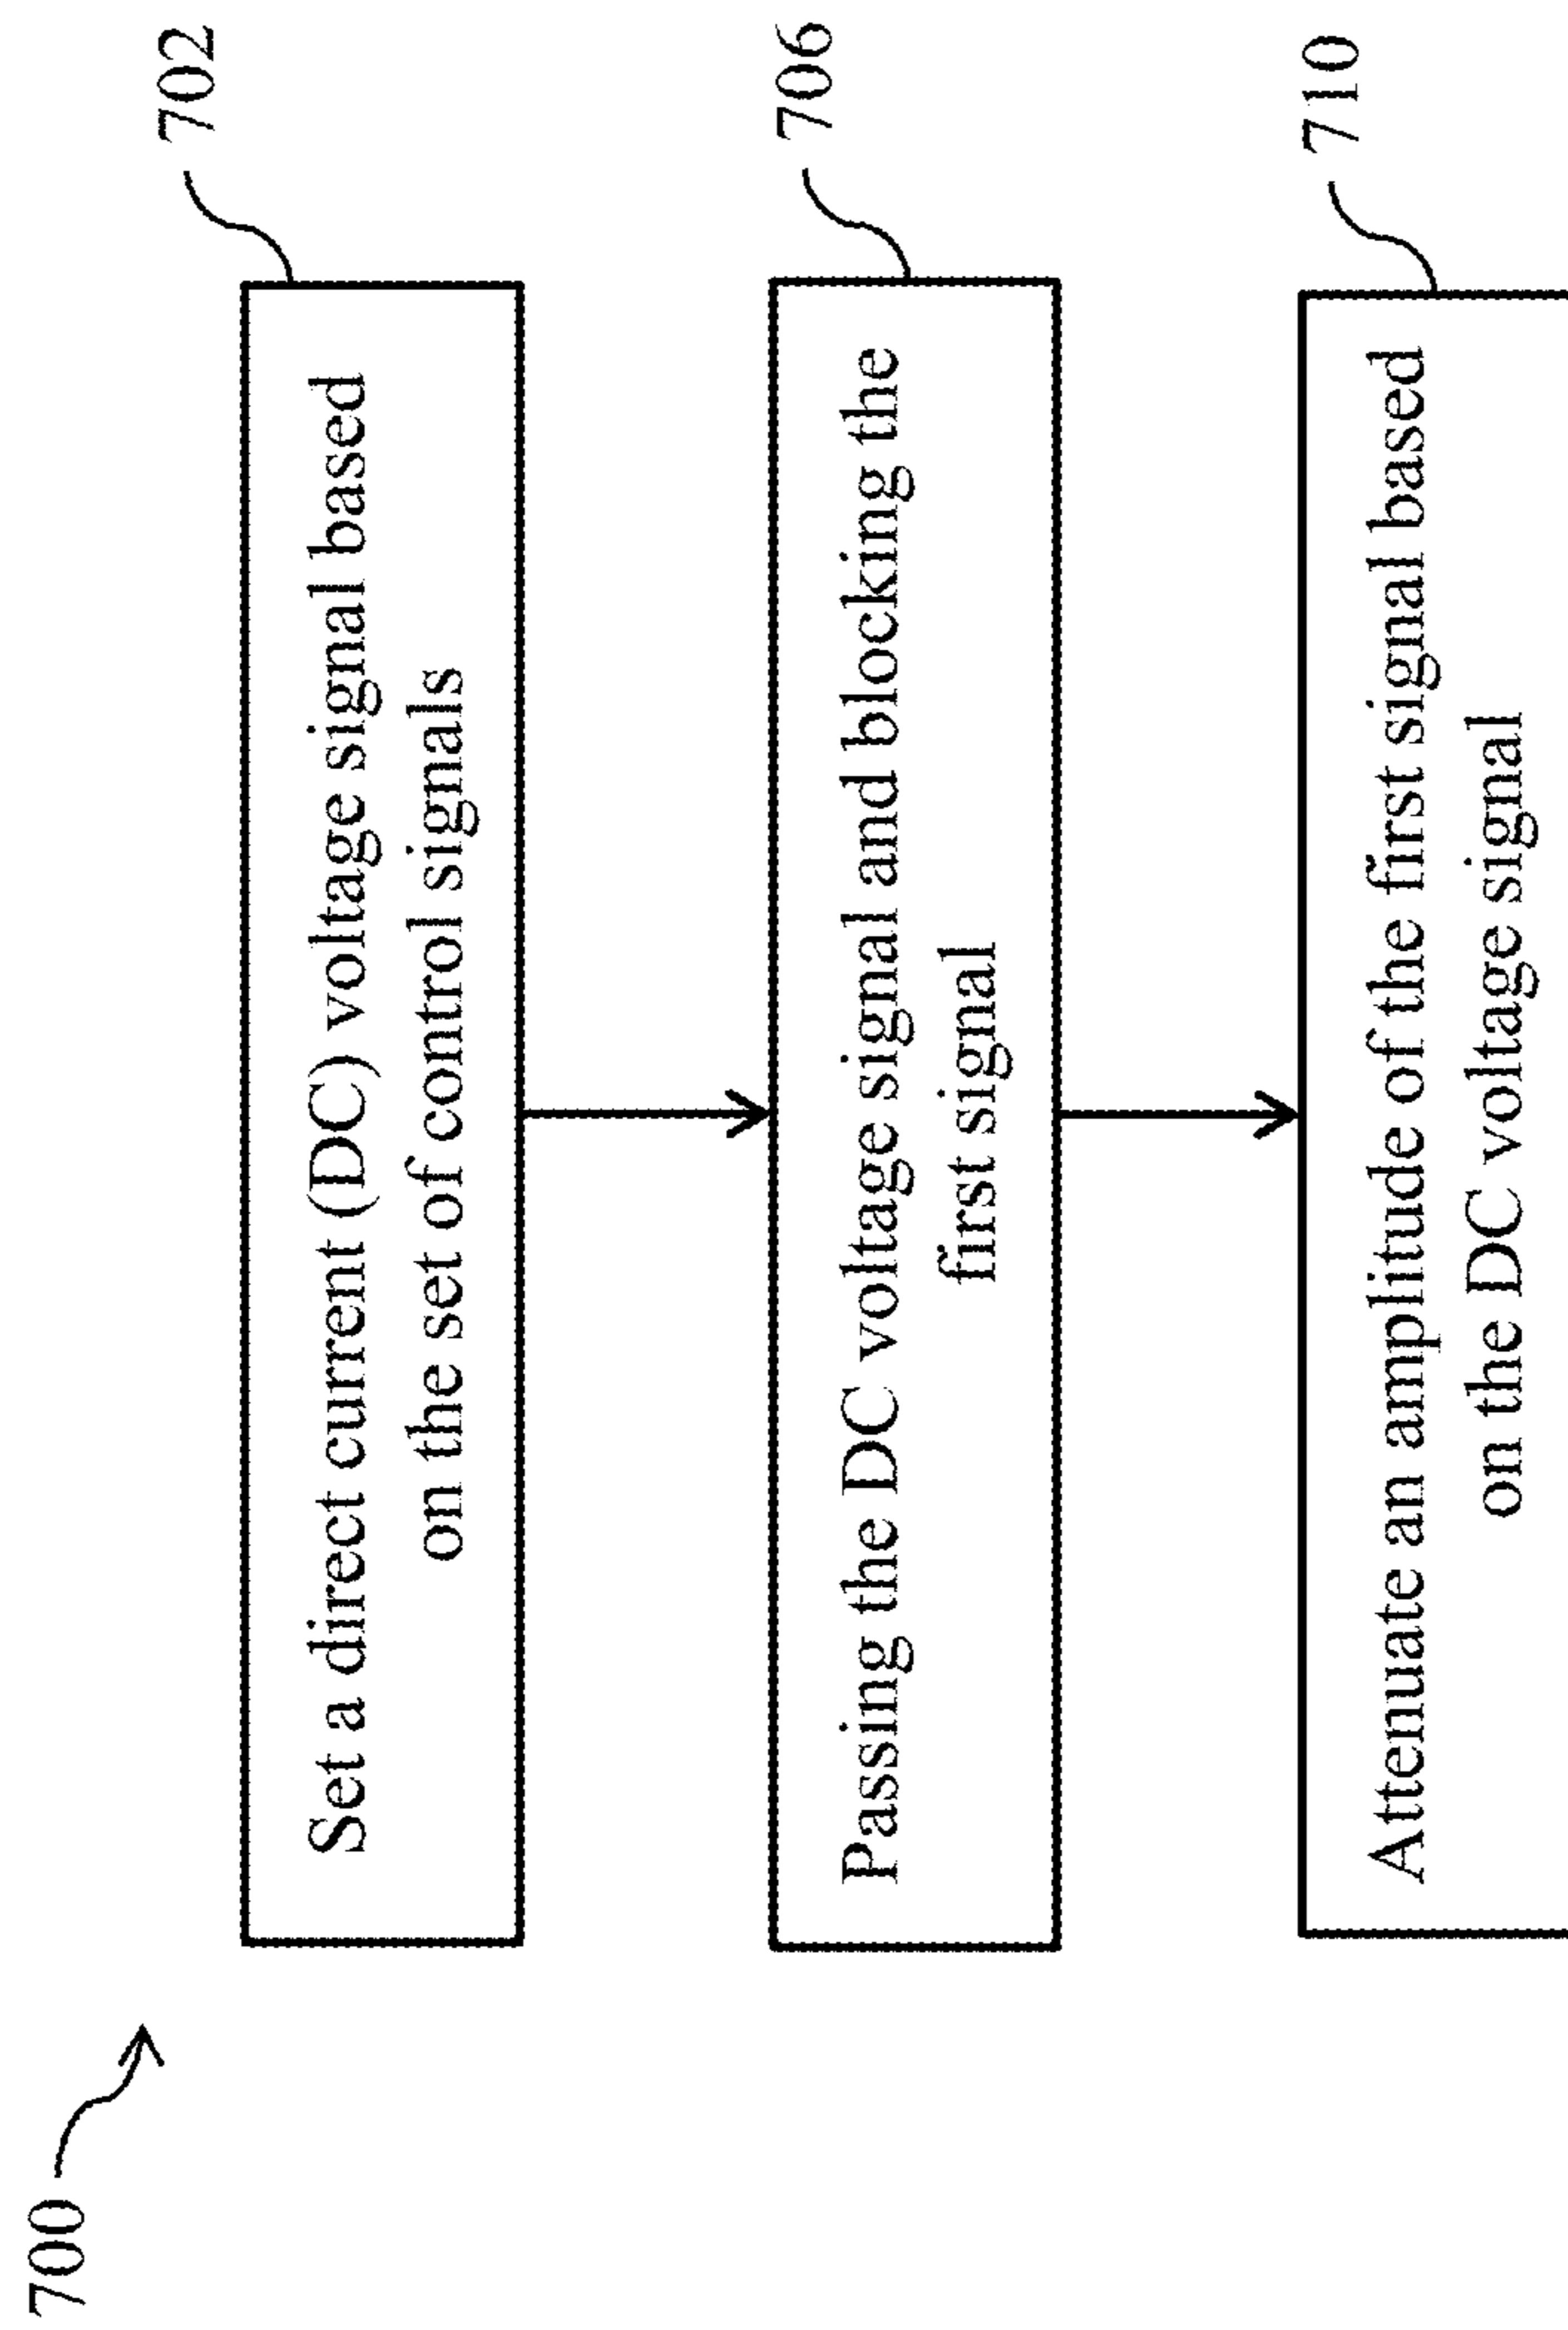 700
702
Set a direct current (DC) voltage signal based
on the set of control signals
706
Passing the DC voltage signal and blocking the
first signal
710
Attenuate an amplitude of the first signal based
on the DC voltage signal